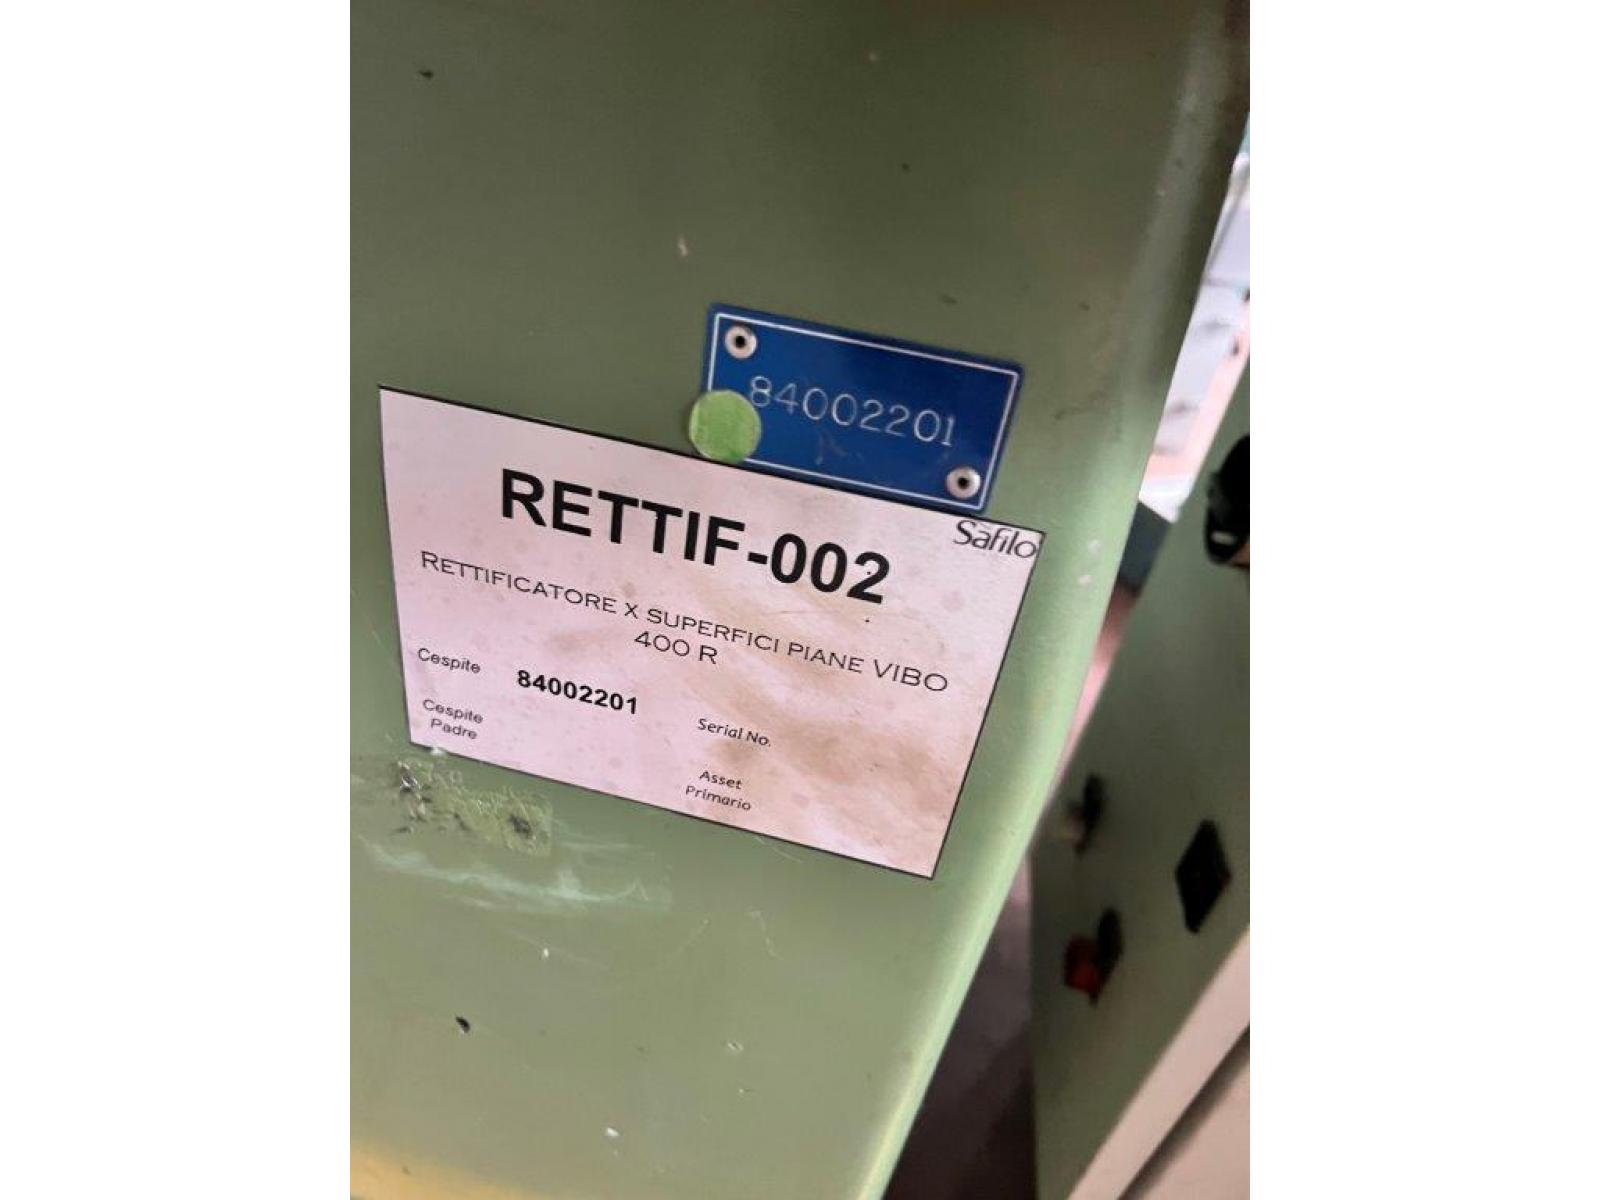 84002201
Safilo
RETTIF-002
RETTIFICATORE X SUPERFICI PIANE VIBO
400 R
Cespite 84002201
Serial No.
Cespite
Padre
Asset
Primario